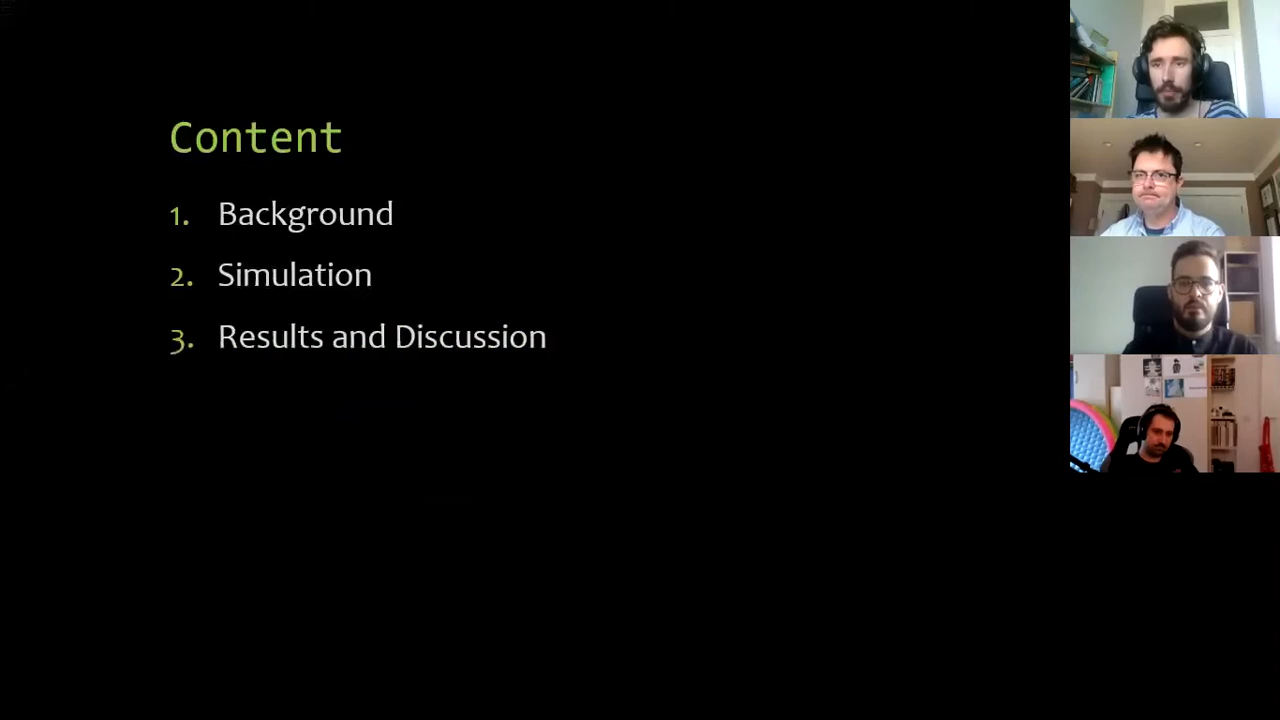 Content
1. Background
2. Simulation
3. Results and Discussion